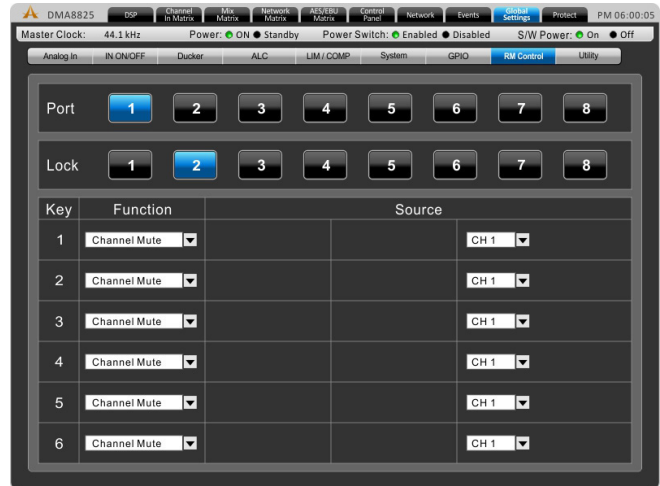 DMA8825 DSP Channel In Matrix Mix Matrix Network Matrix AES/EBU Matrix Control Panel Network Events Global Settings Protect PM 06:00:05
Master Clock: 44.1 kHz Power: ON Standby Power Switch: Enabled Disabled S/W Power: On Off
Analog In IN ON/OFF Ducker ALC LIM / COMP System GPIO RM Control Utility
Port 1 2 3 4 5 6 7 8
Lock 1 2 3 4 5 6 7 8
Key Function Source
1 Channel Mute CH 1
2 Channel Mute CH 1
3 Channel Mute CH 1
4 Channel Mute CH 1
5 Channel Mute CH 1
6 Channel Mute CH 1